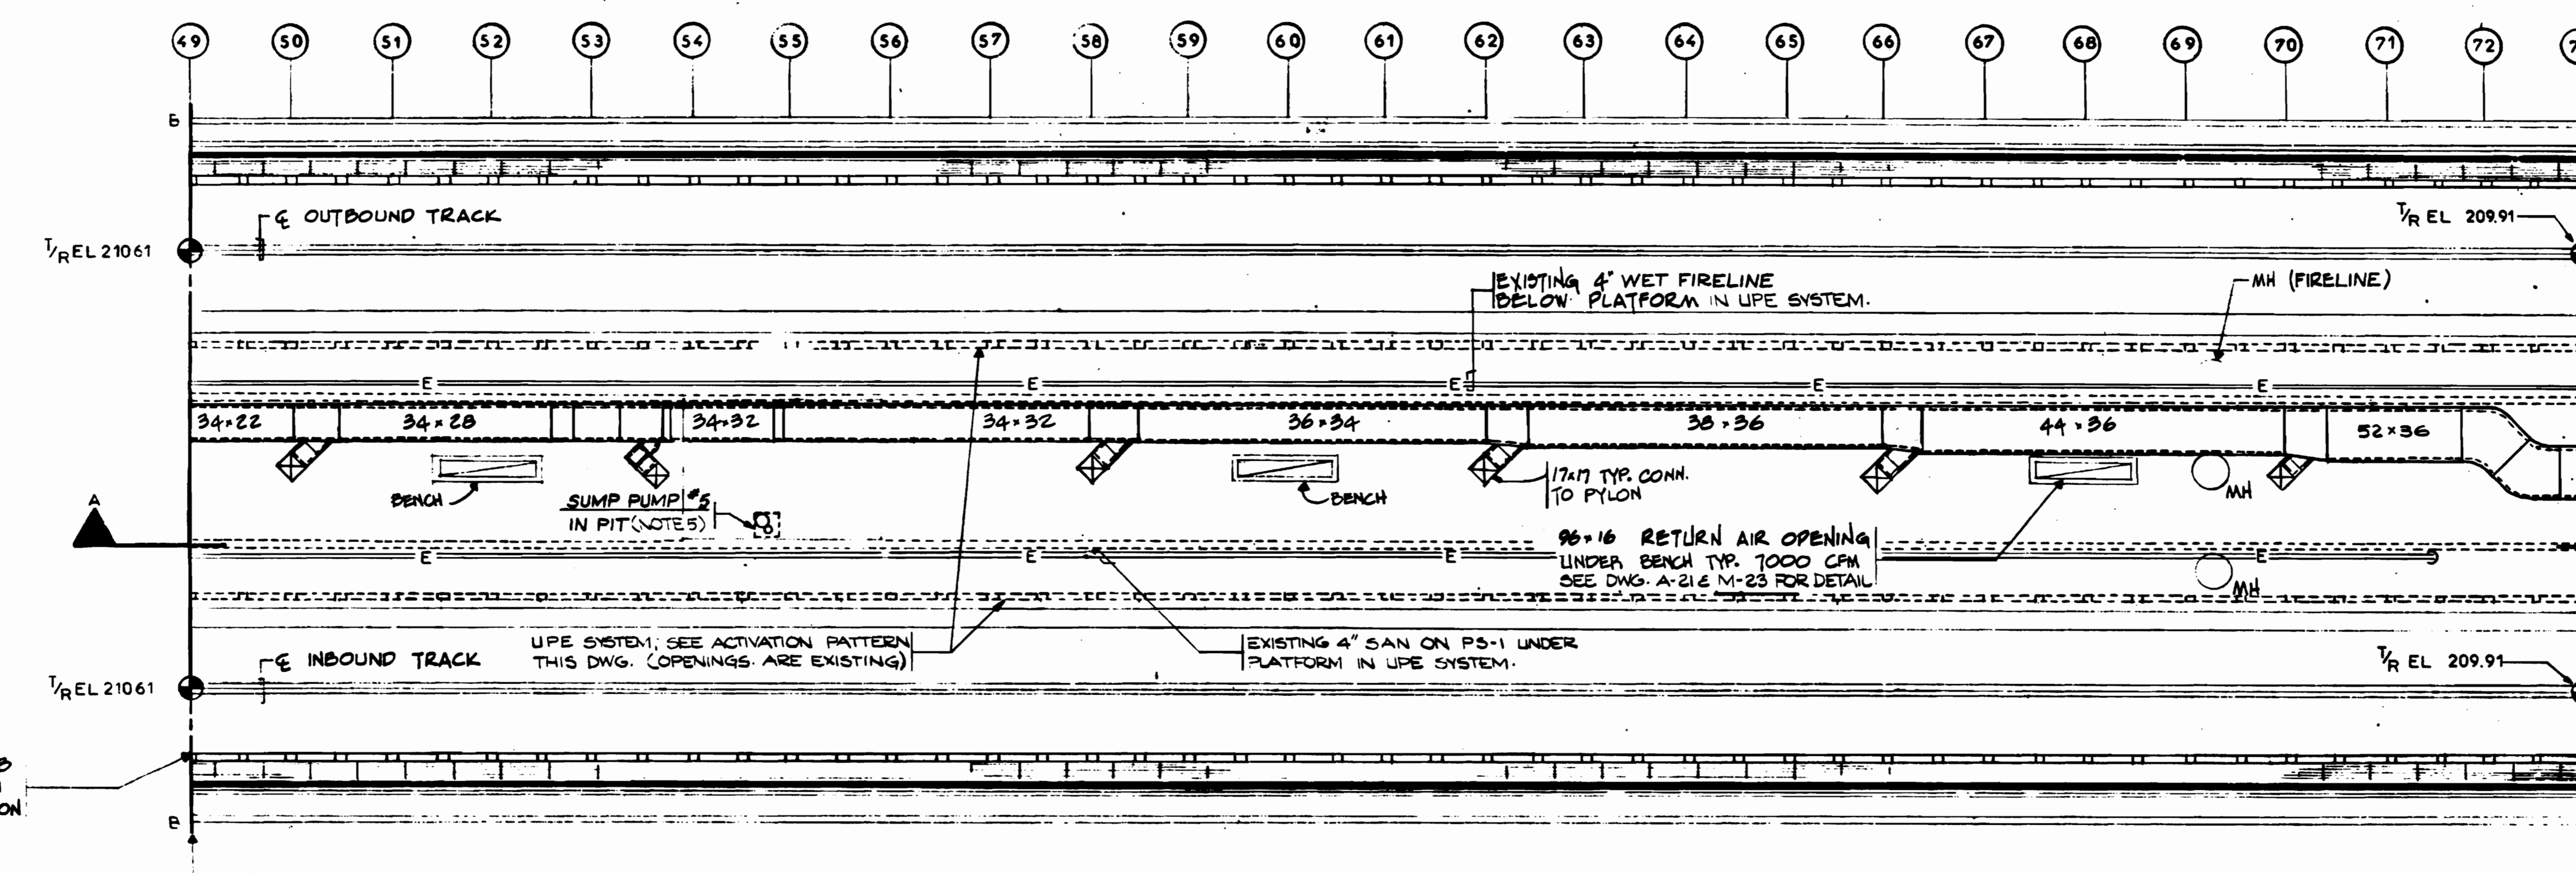 49 50 51 52 53 54 55 56 57 58 59 60 61 62 63 64 65 66 67 68 69 70 71 72
B
℄ OUTBOUND TRACK
T/R EL 209.91
T/R EL 21061
EXISTING 4" WET FIRELINE
BELOW PLATFORM IN UPE SYSTEM.
MH (FIRELINE)
E E E E E
34×22 34×28 34×32 34×32 36×34 38×36 44×36 52×36
BENCH
SUMP PUMP #5
IN PIT (NOTE 5)
BENCH
17x17 TYP. CONN.
TO PYLON
MH
A
96×16 RETURN AIR OPENING
UNDER BENCH TYP. 7000 CFM
SEE DWG. A-21 & M-23 FOR DETAIL
E E E E
MH
UPE SYSTEM; SEE ACTIVATION PATTERN
THIS DWG. (OPENINGS. ARE EXISTING)
EXISTING 4" SAN ON PS-1 UNDER
PLATFORM IN UPE SYSTEM.
℄ INBOUND TRACK
T/R EL 209.91
T/R EL 21061
ON
B